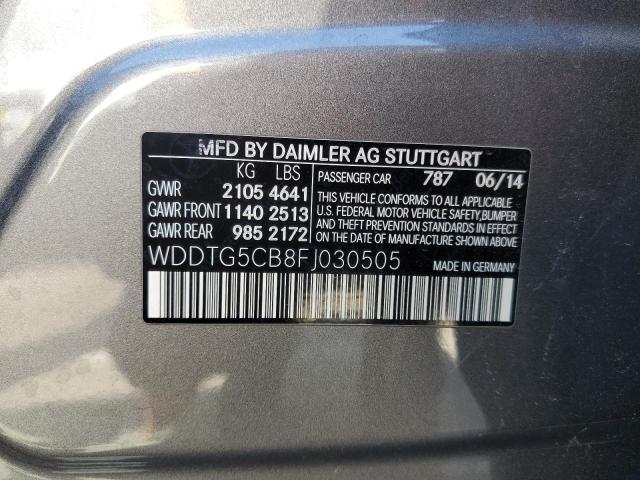 MFD BY DAIMLER AG STUTTGART
KG LBS
GVWR 2105 4641
GAWR FRONT 1140 2513
GAWR REAR 985 2172
PASSENGER CAR 787 06/14
THIS VEHICLE CONFORMS TO ALL APPLICABLE
U.S. FEDERAL MOTOR VEHICLE SAFETY, BUMPER
AND THEFT PREVENTION STANDARDS IN EFFECT
ON THE DATE OF MANUFACTURE SHOWN ABOVE.
WDDTG5CB8FJ030505
MADE IN GERMANY